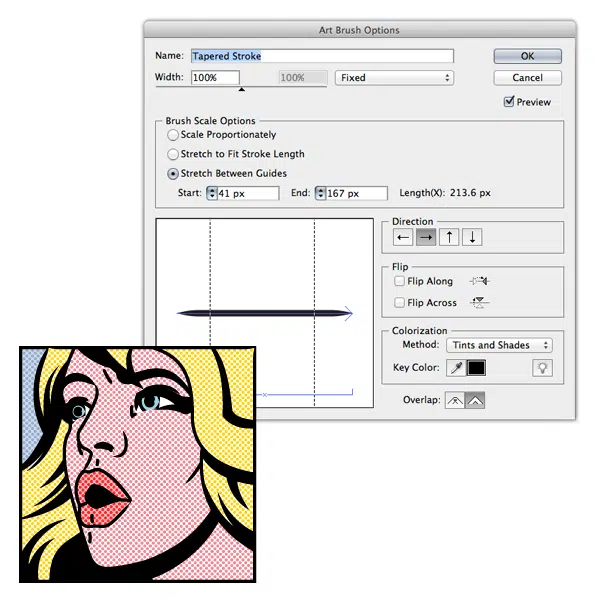 Art Brush Options
Name: Tapered Stroke OK
Width: 100% 100% Fixed Cancel
Preview
Brush Scale Options
Scale Proportionately
Stretch to Fit Stroke Length
Stretch Between Guides
Start: 41 px End: 167 px Length(X): 213.6 px
Direction
Flip
Flip Along
Flip Across
Colorization
Method: Tints and Shades
Key Color:
Overlap:
x